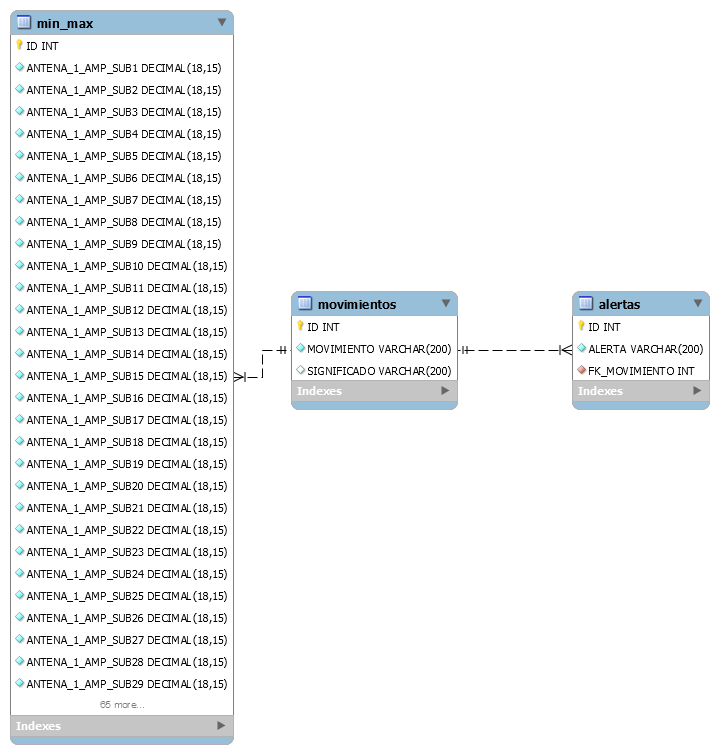 min_max
ID INT
ANTENA_1_AMP_SUB1 DECIMAL(18,15)
ANTENA_1_AMP_SUB2 DECIMAL(18,15)
ANTENA_1_AMP_SUB3 DECIMAL(18,15)
ANTENA_1_AMP_SUB4 DECIMAL(18,15)
ANTENA_1_AMP_SUB5 DECIMAL(18,15)
ANTENA_1_AMP_SUB6 DECIMAL(18,15)
ANTENA_1_AMP_SUB7 DECIMAL(18,15)
ANTENA_1_AMP_SUB8 DECIMAL(18,15)
ANTENA_1_AMP_SUB9 DECIMAL(18,15)
ANTENA_1_AMP_SUB10 DECIMAL(18,15)
ANTENA_1_AMP_SUB11 DECIMAL(18,15)
ANTENA_1_AMP_SUB12 DECIMAL(18,15)
ANTENA_1_AMP_SUB13 DECIMAL(18,15)
ANTENA_1_AMP_SUB14 DECIMAL(18,15)
ANTENA_1_AMP_SUB15 DECIMAL(18,15)
ANTENA_1_AMP_SUB16 DECIMAL(18,15)
ANTENA_1_AMP_SUB17 DECIMAL(18,15)
ANTENA_1_AMP_SUB18 DECIMAL(18,15)
ANTENA_1_AMP_SUB19 DECIMAL(18,15)
ANTENA_1_AMP_SUB20 DECIMAL(18,15)
ANTENA_1_AMP_SUB21 DECIMAL(18,15)
ANTENA_1_AMP_SUB22 DECIMAL(18,15)
ANTENA_1_AMP_SUB23 DECIMAL(18,15)
ANTENA_1_AMP_SUB24 DECIMAL(18,15)
ANTENA_1_AMP_SUB25 DECIMAL(18,15)
ANTENA_1_AMP_SUB26 DECIMAL(18,15)
ANTENA_1_AMP_SUB27 DECIMAL(18,15)
ANTENA_1_AMP_SUB28 DECIMAL(18,15)
ANTENA_1_AMP_SUB29 DECIMAL(18,15)
65 more...
Indexes
movimientos
ID INT
MOVIMIENTO VARCHAR(200)
SIGNIFICADO VARCHAR(200)
Indexes
alertas
ID INT
ALERTA VARCHAR(200)
FK_MOVIMIENTO INT
Indexes